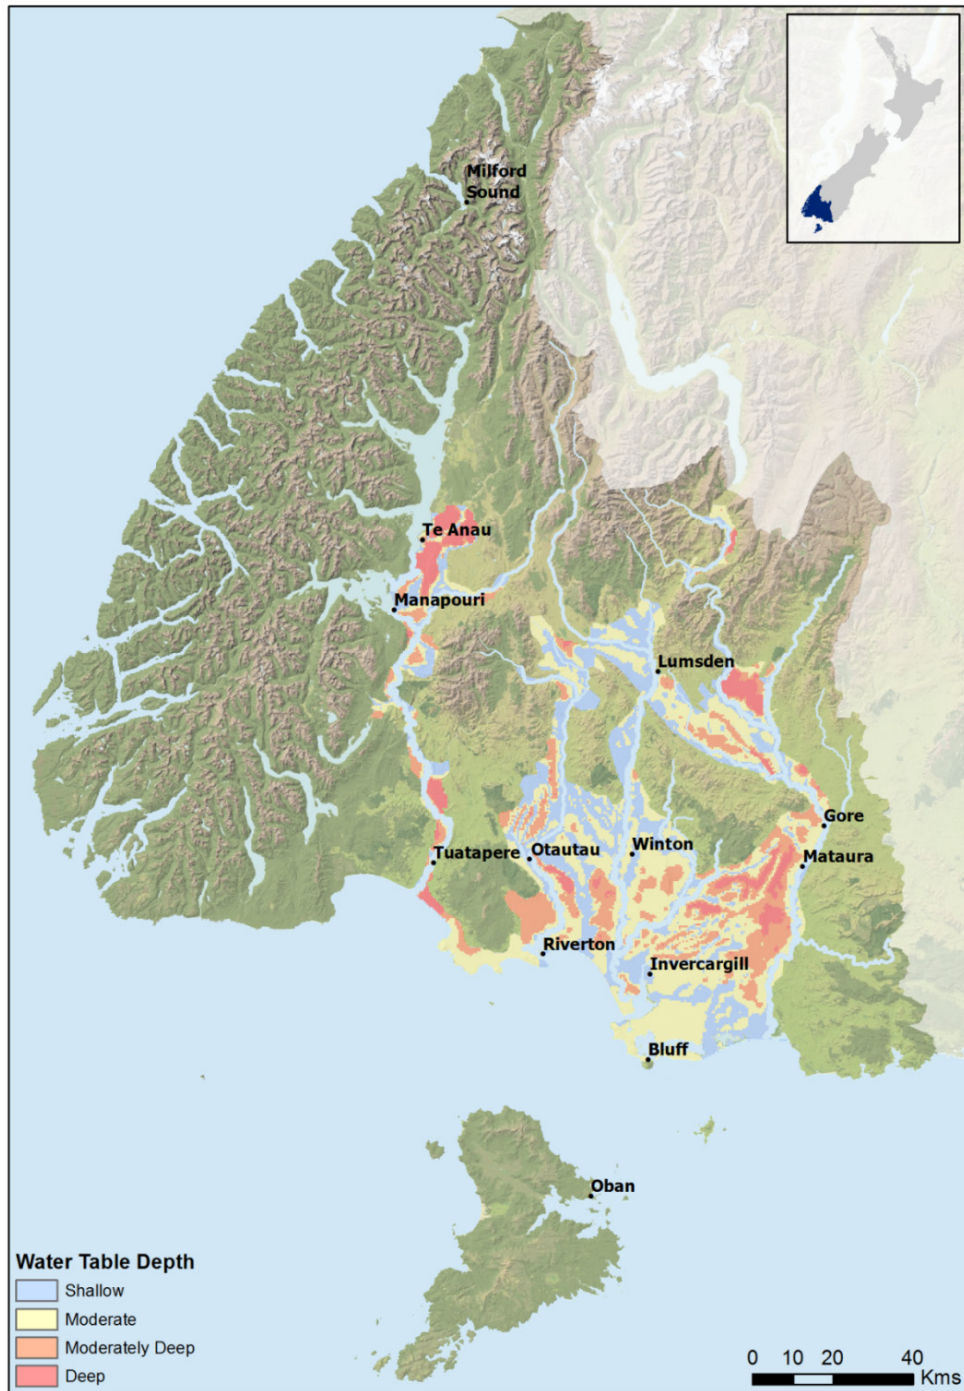 Milford
Sound
Te Anau
Manapouri
Lumsden
Gore
Mataura
Tuatapere
Otautau
Winton
Riverton
Invercargill
Bluff
Oban
Water Table Depth
Shallow
Moderate
Moderately Deep
Deep
0 10 20 40
Kms